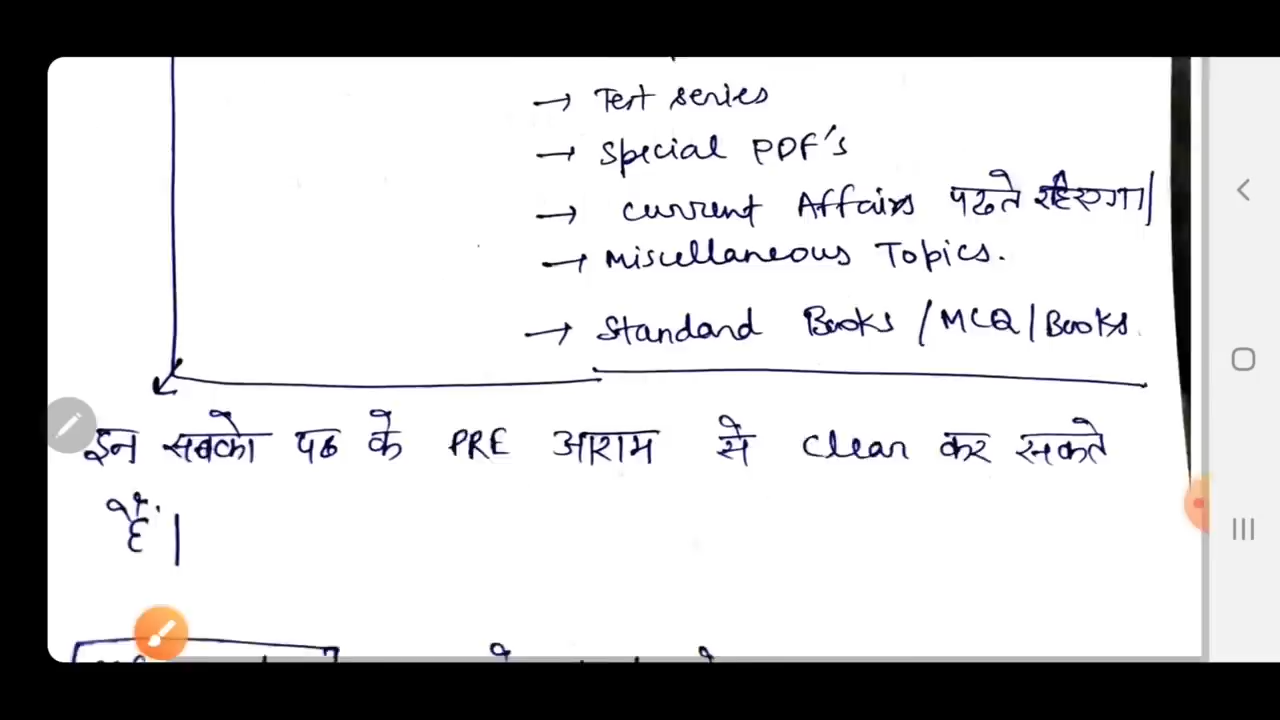 → Test series
→ Special PDF's
→ Current Affairs पढते रहिएगा|
→ Miscellaneous Topics.
→ Standard Books / MCQ | Books.
इन सबको पढ के PRE आराम से Clear कर सकते
हैं |